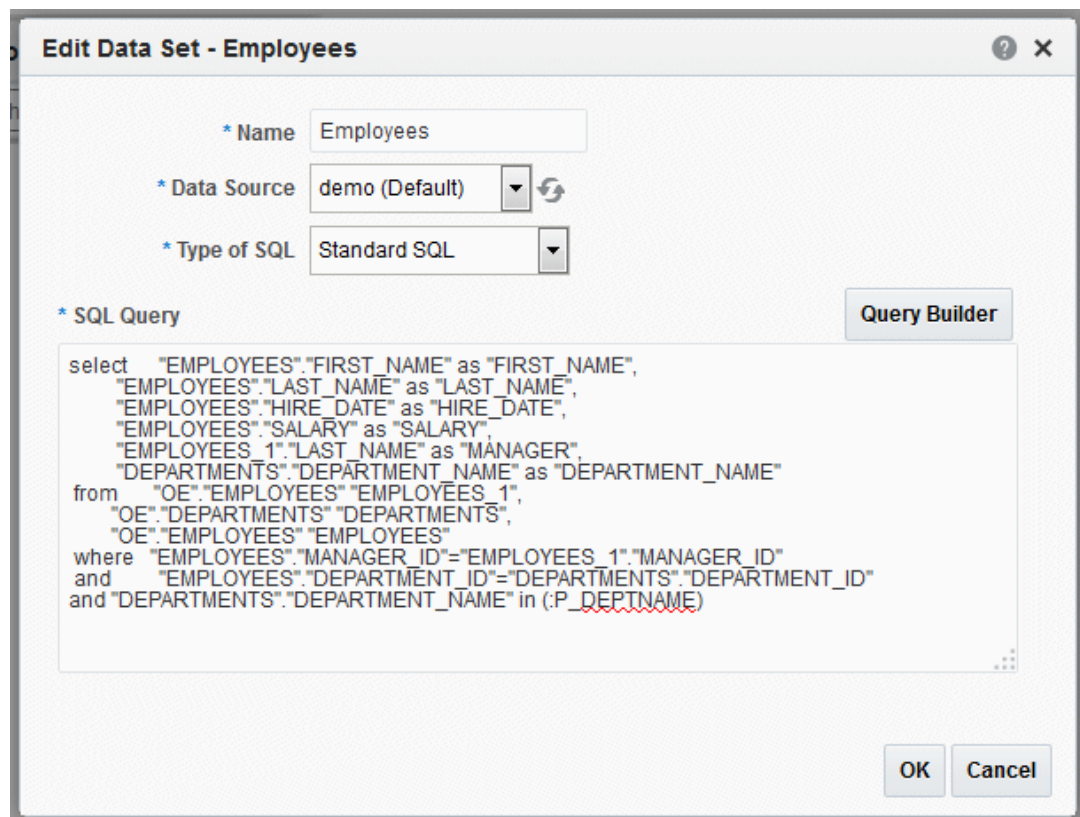 Edit Data Set - Employees
* Name Employees
* Data Source demo (Default)
* Type of SQL Standard SQL
* SQL Query
Query Builder
select "EMPLOYEES"."FIRST_NAME" as "FIRST_NAME",
"EMPLOYEES"."LAST_NAME" as "LAST_NAME",
"EMPLOYEES"."HIRE_DATE" as "HIRE_DATE",
"EMPLOYEES"."SALARY" as "SALARY",
"EMPLOYEES_1"."LAST_NAME" as "MANAGER",
"DEPARTMENTS"."DEPARTMENT_NAME" as "DEPARTMENT_NAME"
from "OE"."EMPLOYEES" "EMPLOYEES_1",
"OE"."DEPARTMENTS" "DEPARTMENTS",
"OE"."EMPLOYEES" "EMPLOYEES"
where "EMPLOYEES"."MANAGER_ID"="EMPLOYEES_1"."MANAGER_ID"
and "EMPLOYEES"."DEPARTMENT_ID"="DEPARTMENTS"."DEPARTMENT_ID"
and "DEPARTMENTS"."DEPARTMENT_NAME" in (:P_DEPTNAME)
OK Cancel